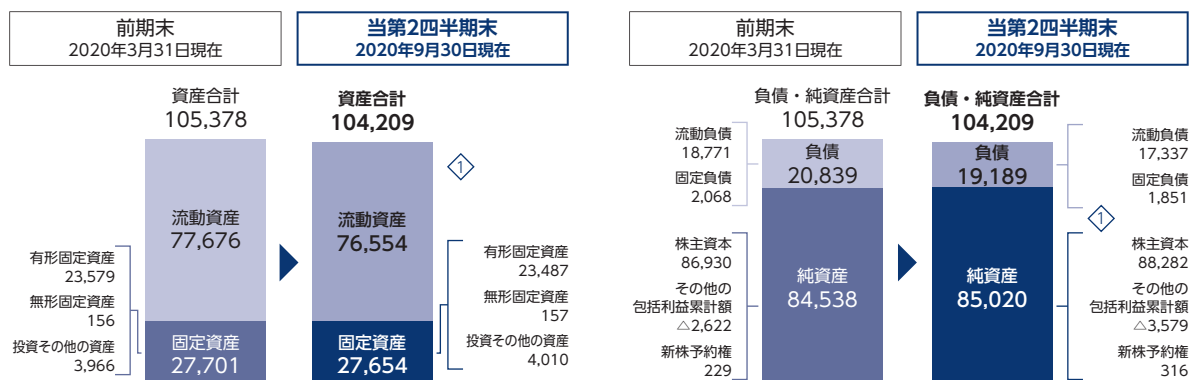 前期末
2020年3月31日現在
当第2四半期末
2020年9月30日現在
資産合計
105,378
資産合計
104,209
流動資産
77,676
流動資産
76,554
1
有形固定資産
23,579
無形固定資産
156
投資その他の資産
3,966
固定資産
27,701
固定資産
27,654
有形固定資産
23,487
無形固定資産
157
投資その他の資産
4,010
前期末
2020年3月31日現在
当第2四半期末
2020年9月30日現在
負債・純資産合計
105,378
負債・純資産合計
104,209
流動負債
18,771
固定負債
2,068
負債
20,839
負債
19,189
流動負債
17,337
固定負債
1,851
1
株主資本
86,930
その他の
包括利益累計額
△2,622
新株予約権
229
純資産
84,538
純資産
85,020
株主資本
88,282
その他の
包括利益累計額
△3,579
新株予約権
316